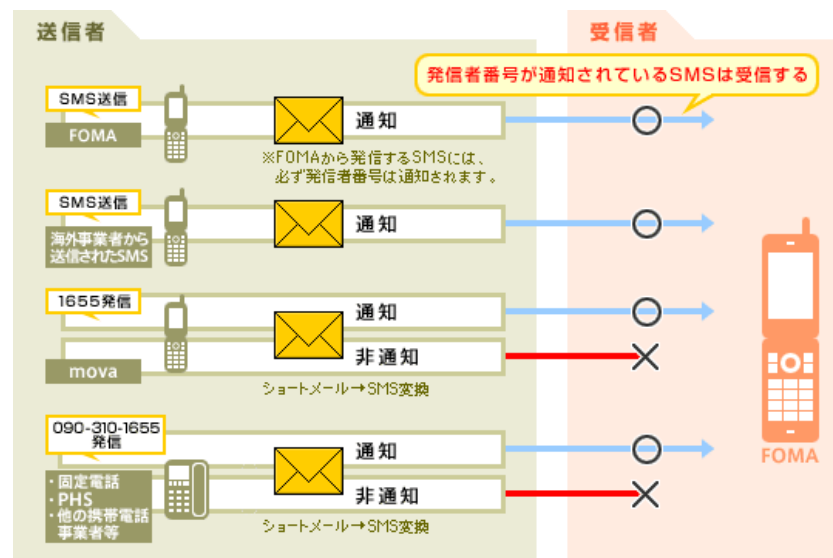 送信者
受信者
発信者番号が通知されているSMSは受信する
SMS送信
FOMA
通知
※FOMAから発信するSMSには、
必ず発信者番号は通知されます。
SMS送信
海外事業者から
送信されたSMS
通知
1655発信
mova
通知
非通知
ショートメール→SMS変換
090-310-1655
発信
・固定電話
・PHS
・他の携帯電話
事業者等
通知
非通知
ショートメール→SMS変換
FOMA